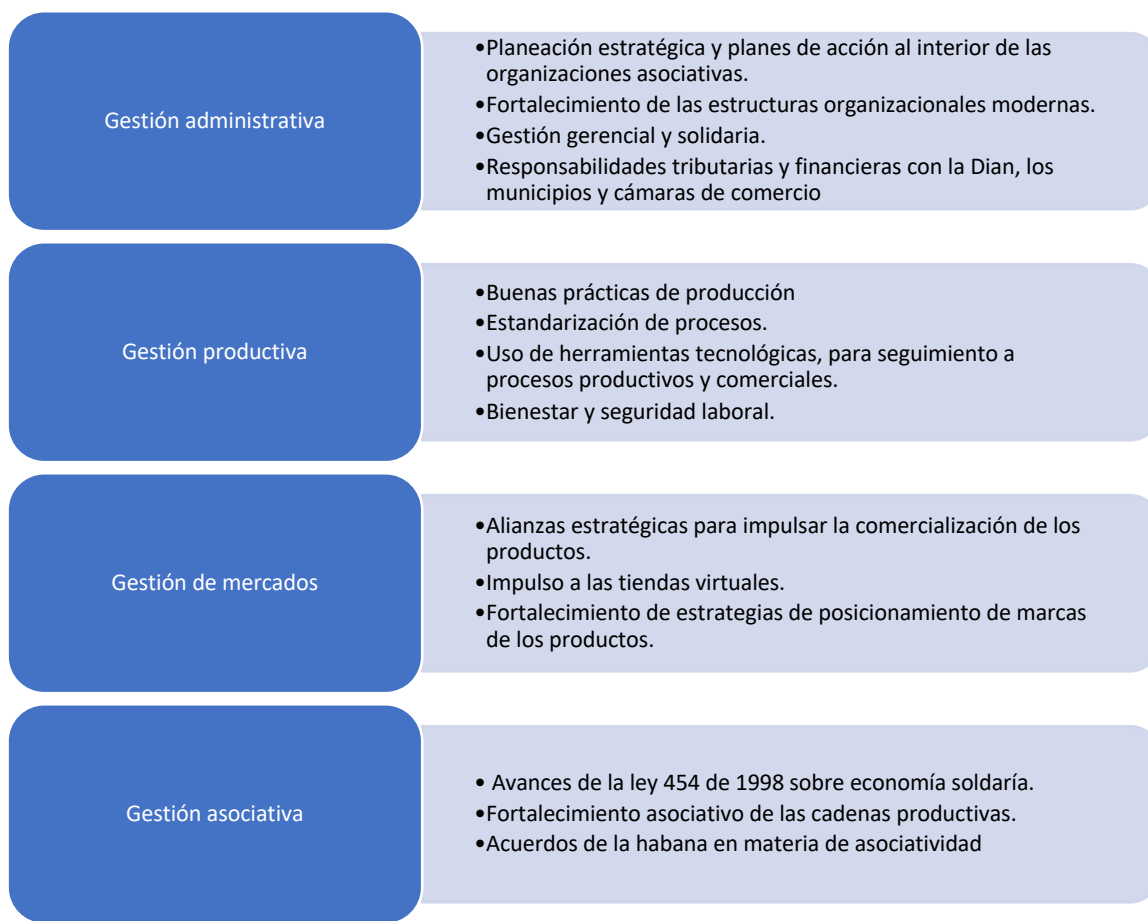 Gestión administrativa
•Planeación estratégica y planes de acción al interior de las
organizaciones asociativas.
•Fortalecimiento de las estructuras organizacionales modernas.
•Gestión gerencial y solidaria.
•Responsabilidades tributarias y financieras con la Dian, los
municipios y cámaras de comercio
Gestión productiva
•Buenas prácticas de producción
•Estandarización de procesos.
•Uso de herramientas tecnológicas, para seguimiento a
procesos productivos y comerciales.
•Bienestar y seguridad laboral.
Gestión de mercados
•Alianzas estratégicas para impulsar la comercialización de los
productos.
•Impulso a las tiendas virtuales.
•Fortalecimiento de estrategias de posicionamiento de marcas
de los productos.
Gestión asociativa
• Avances de la ley 454 de 1998 sobre economía soldaría.
•Fortalecimiento asociativo de las cadenas productivas.
•Acuerdos de la habana en materia de asociatividad